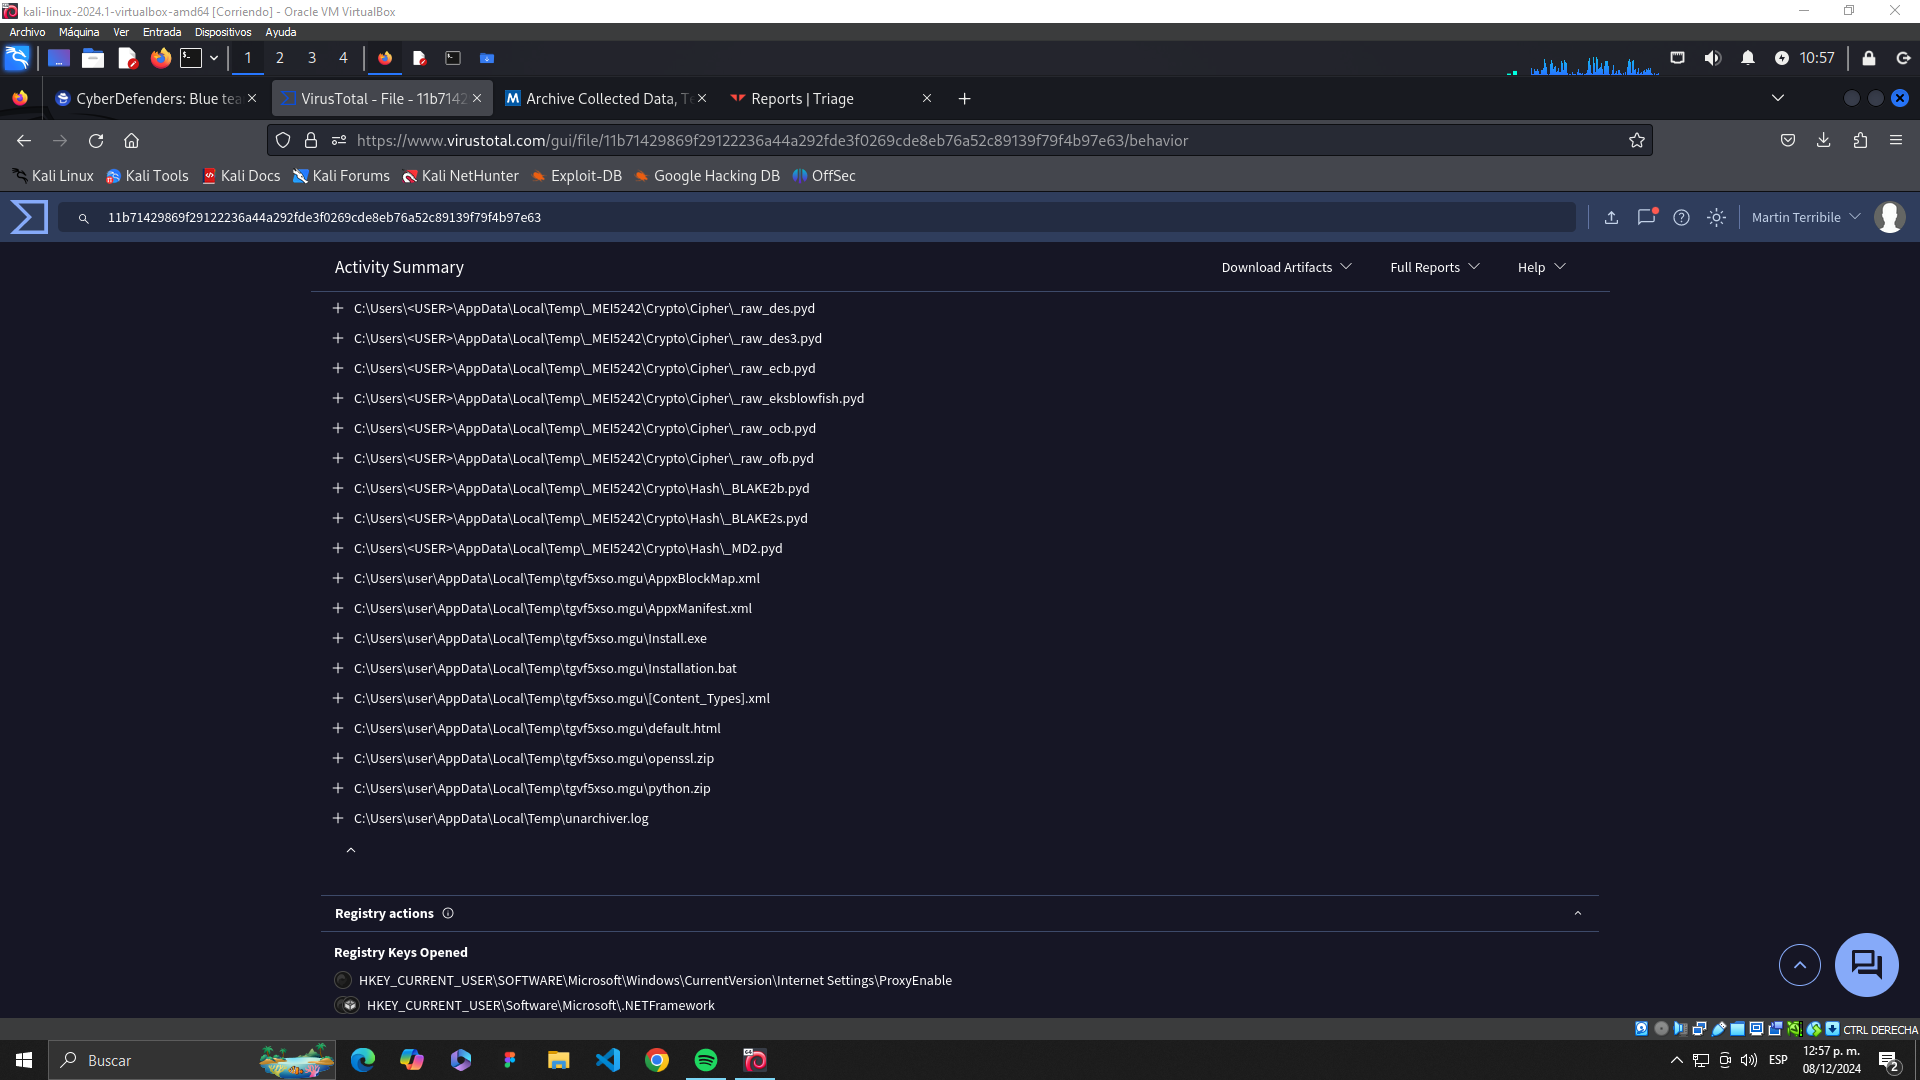 kali-linux-2024.1-virtualbox-amd64 [Corriendo] - Oracle VM VirtualBox
Archivo Máquina Ver Entrada Dispositivos Ayuda
1 2 3 4 10:57
CyberDefenders: Blue tea VirusTotal - File - 11b7142 Archive Collected Data, Te Reports | Triage
https://www.virustotal.com/gui/file/11b71429869f29122236a44a292fde3f0269cde8eb76a52c89139f79f4b97e63/behavior
Kali Linux Kali Tools Kali Docs Kali Forums Kali NetHunter Exploit-DB Google Hacking DB OffSec
11b71429869f29122236a44a292fde3f0269cde8eb76a52c89139f79f4b97e63 Martin Terribile
Activity Summary Download Artifacts Full Reports Help
C:\Users\<USER>\AppData\Local\Temp\_MEI5242\Crypto\Cipher\_raw_des.pyd
C:\Users\<USER>\AppData\Local\Temp\_MEI5242\Crypto\Cipher\_raw_des3.pyd
C:\Users\<USER>\AppData\Local\Temp\_MEI5242\Crypto\Cipher\_raw_ecb.pyd
C:\Users\<USER>\AppData\Local\Temp\_MEI5242\Crypto\Cipher\_raw_eksblowfish.pyd
C:\Users\<USER>\AppData\Local\Temp\_MEI5242\Crypto\Cipher\_raw_ocb.pyd
C:\Users\<USER>\AppData\Local\Temp\_MEI5242\Crypto\Cipher\_raw_ofb.pyd
C:\Users\<USER>\AppData\Local\Temp\_MEI5242\Crypto\Hash\_BLAKE2b.pyd
C:\Users\<USER>\AppData\Local\Temp\_MEI5242\Crypto\Hash\_BLAKE2s.pyd
C:\Users\<USER>\AppData\Local\Temp\_MEI5242\Crypto\Hash\_MD2.pyd
C:\Users\user\AppData\Local\Temp\tgvf5xso.mgu\AppxBlockMap.xml
C:\Users\user\AppData\Local\Temp\tgvf5xso.mgu\AppxManifest.xml
C:\Users\user\AppData\Local\Temp\tgvf5xso.mgu\Install.exe
C:\Users\user\AppData\Local\Temp\tgvf5xso.mgu\Installation.bat
C:\Users\user\AppData\Local\Temp\tgvf5xso.mgu\[Content_Types].xml
C:\Users\user\AppData\Local\Temp\tgvf5xso.mgu\default.html
C:\Users\user\AppData\Local\Temp\tgvf5xso.mgu\openssl.zip
C:\Users\user\AppData\Local\Temp\tgvf5xso.mgu\python.zip
C:\Users\user\AppData\Local\Temp\unarchiver.log
Registry actions
Registry Keys Opened
HKEY_CURRENT_USER\SOFTWARE\Microsoft\Windows\CurrentVersion\Internet Settings\ProxyEnable
HKEY_CURRENT_USER\Software\Microsoft\.NETFramework
CTRL DERECHA
Buscar ESP 12:57 p. m.
08/12/2024 2